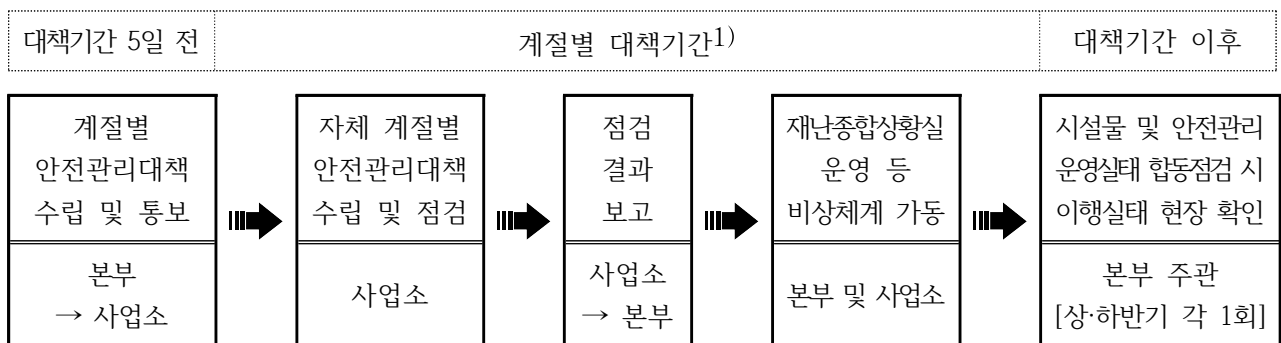 대책기간 5일 전
계절별 대책기간1)
대책기간 이후
계절별
안전관리대책
수립 및 통보
본부
→ 사업소
자체 계절별
안전관리대책
수립 및 점검
사업소
점검
결과
보고
사업소
→ 본부
재난종합상황실
운영 등
비상체계 가동
본부 및 사업소
시설물 및 안전관리
운영실태 합동점검 시
이행실태 현장 확인
본부 주관
[상·하반기 각 1회]